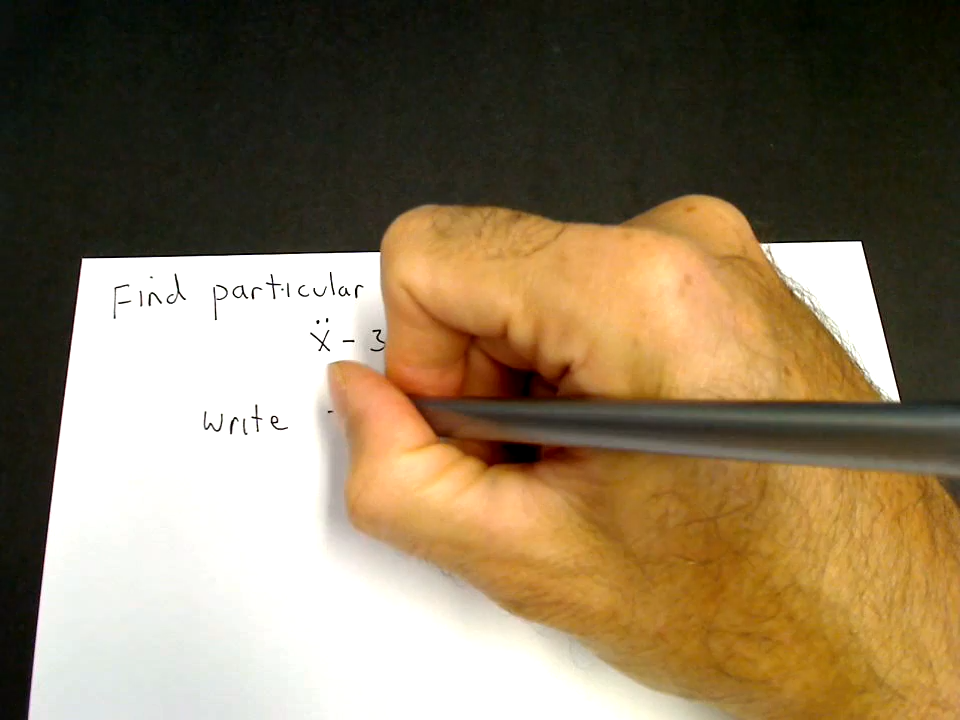 Find particular
ẍ - 3
write